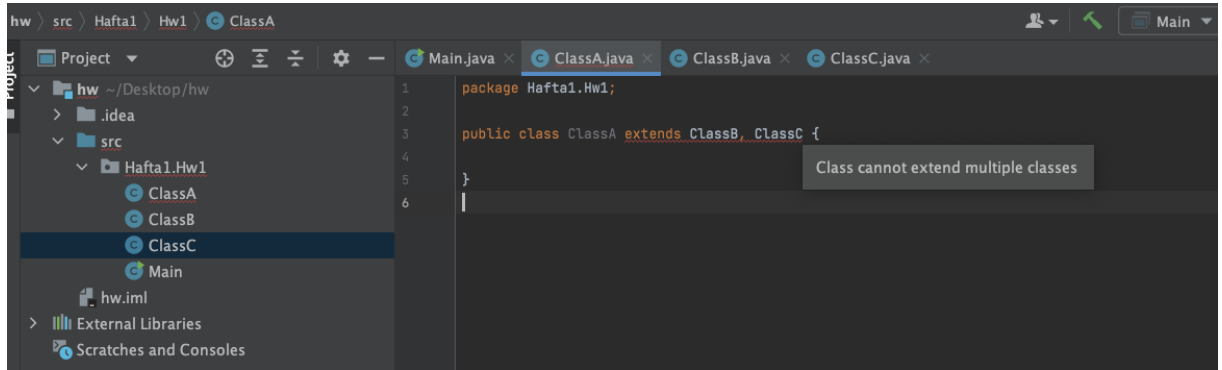 hw > src > Hafta1 > Hw1 > ClassA
Main
Project
Project
Main.java
ClassA.java
ClassB.java
ClassC.java
hw ~/Desktop/hw
.idea
src
Hafta1.Hw1
ClassA
ClassB
ClassC
Main
hw.iml
External Libraries
Scratches and Consoles
1 package Hafta1.Hw1;
2
3 public class ClassA extends ClassB, ClassC {
4
5 }
6
Class cannot extend multiple classes